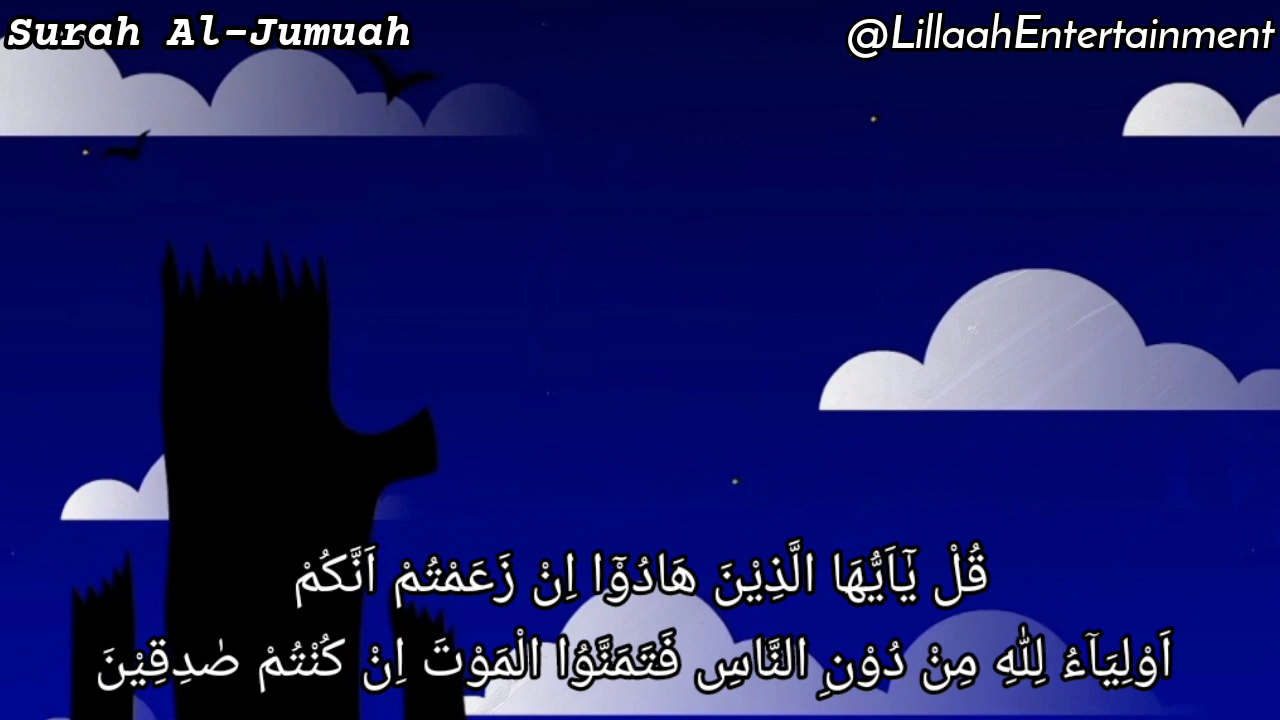 Surah Al-Jumuah
@LillaahEntertainment
قُلْ يٰٓاَيُّهَا الَّذِيْنَ هَادُوْٓا اِنْ زَعَمْتُمْ اَنَّكُمْ
اَوْلِيَآءُ لِلّٰهِ مِنْ دُوْنِ النَّاسِ فَتَمَنَّوُا الْمَوْتَ اِنْ كُنْتُمْ صٰدِقِيْنَ